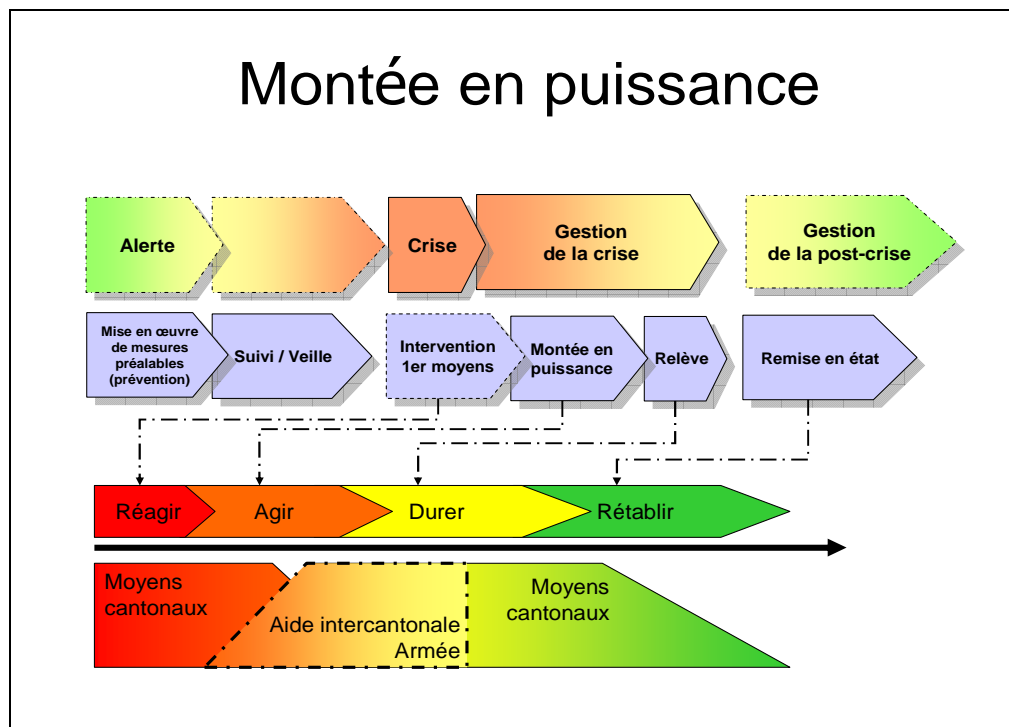 Montée en puissance
Alerte
Crise
Gestion
de la crise
Gestion
de la post-crise
Mise en œuvre
de mesures
préalables
(prévention)
Suivi / Veille
Intervention
1er moyens
Montée en
puissance
Relève
Remise en état
Réagir
Agir
Durer
Rétablir
Moyens
cantonaux
Aide intercantonale
Armée
Moyens
cantonaux